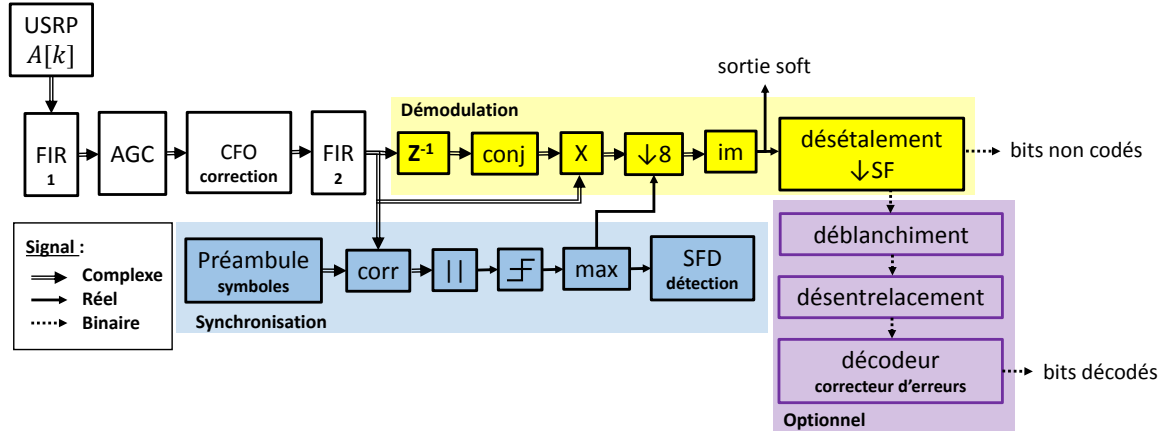 USRP
A[k]
sortie soft
Démodulation
FIR
1
AGC
CFO
correction
FIR
2
Z-1
conj
X
↓8
im
désétalement
↓SF
bits non codés
Signal :
Complexe
Réel
Binaire
Préambule
symboles
corr
||
max
SFD
détection
Synchronisation
déblanchiment
désentrelacement
décodeur
correcteur d'erreurs
bits décodés
Optionnel